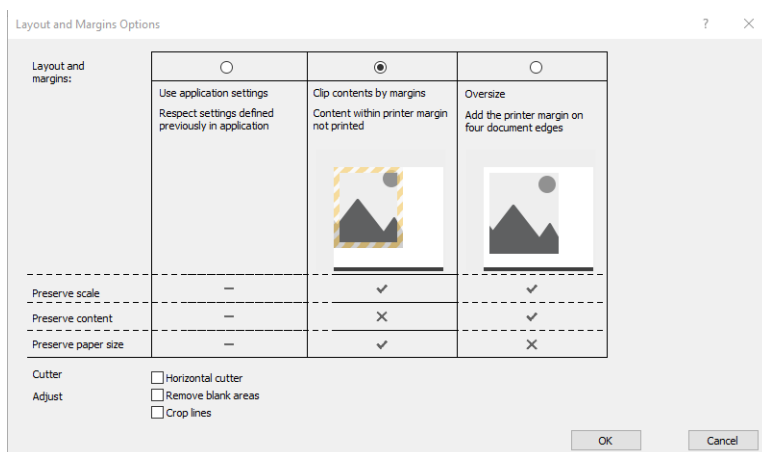 Layout and Margins Options
?
Layout and
margins:
Use application settings
Respect settings defined
previously in application
Clip contents by margins
Content within printer margin
not printed
Oversize
Add the printer margin on
four document edges
Preserve scale
Preserve content
Preserve paper size
Cutter
Horizontal cutter
Adjust
Remove blank areas
Crop lines
OK
Cancel